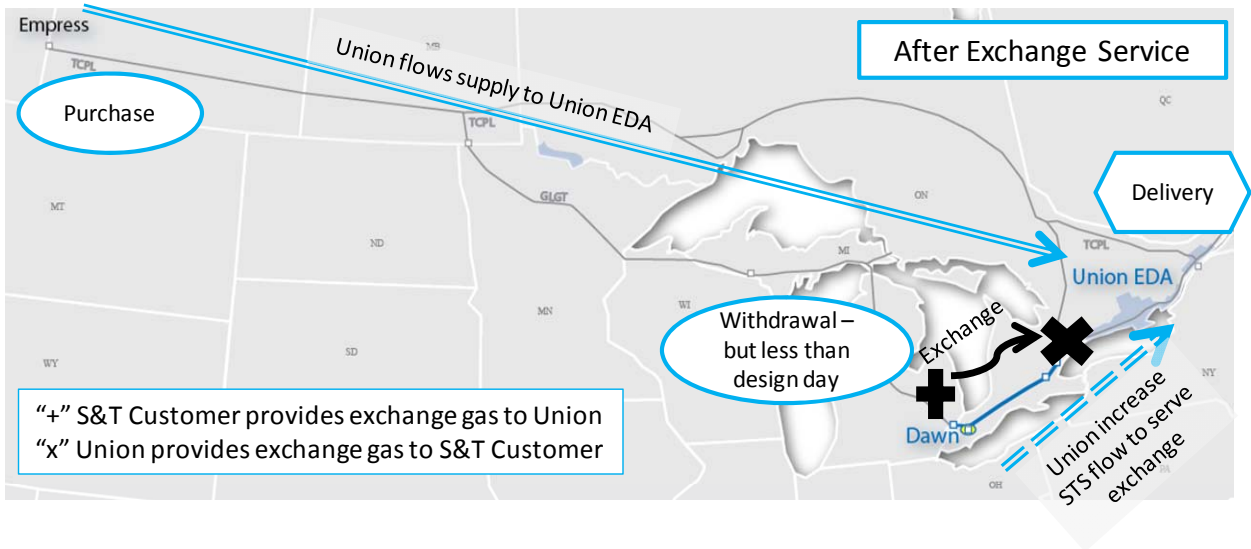 Empress
After Exchange Service
MB
TCPL
Union flows supply to Union EDA
Purchase
QC
TCPL
Delivery
MT
GLGT
ON
ND
MI
TCPL
Union EDA
MN
WI
Withdrawal –
but less than
design day
Exchange
SD
WY
NY
"+" S&T Customer provides exchange gas to Union
"x" Union provides exchange gas to S&T Customer
Dawn
Union increase
STS flow to serve
exchange
PA
OH